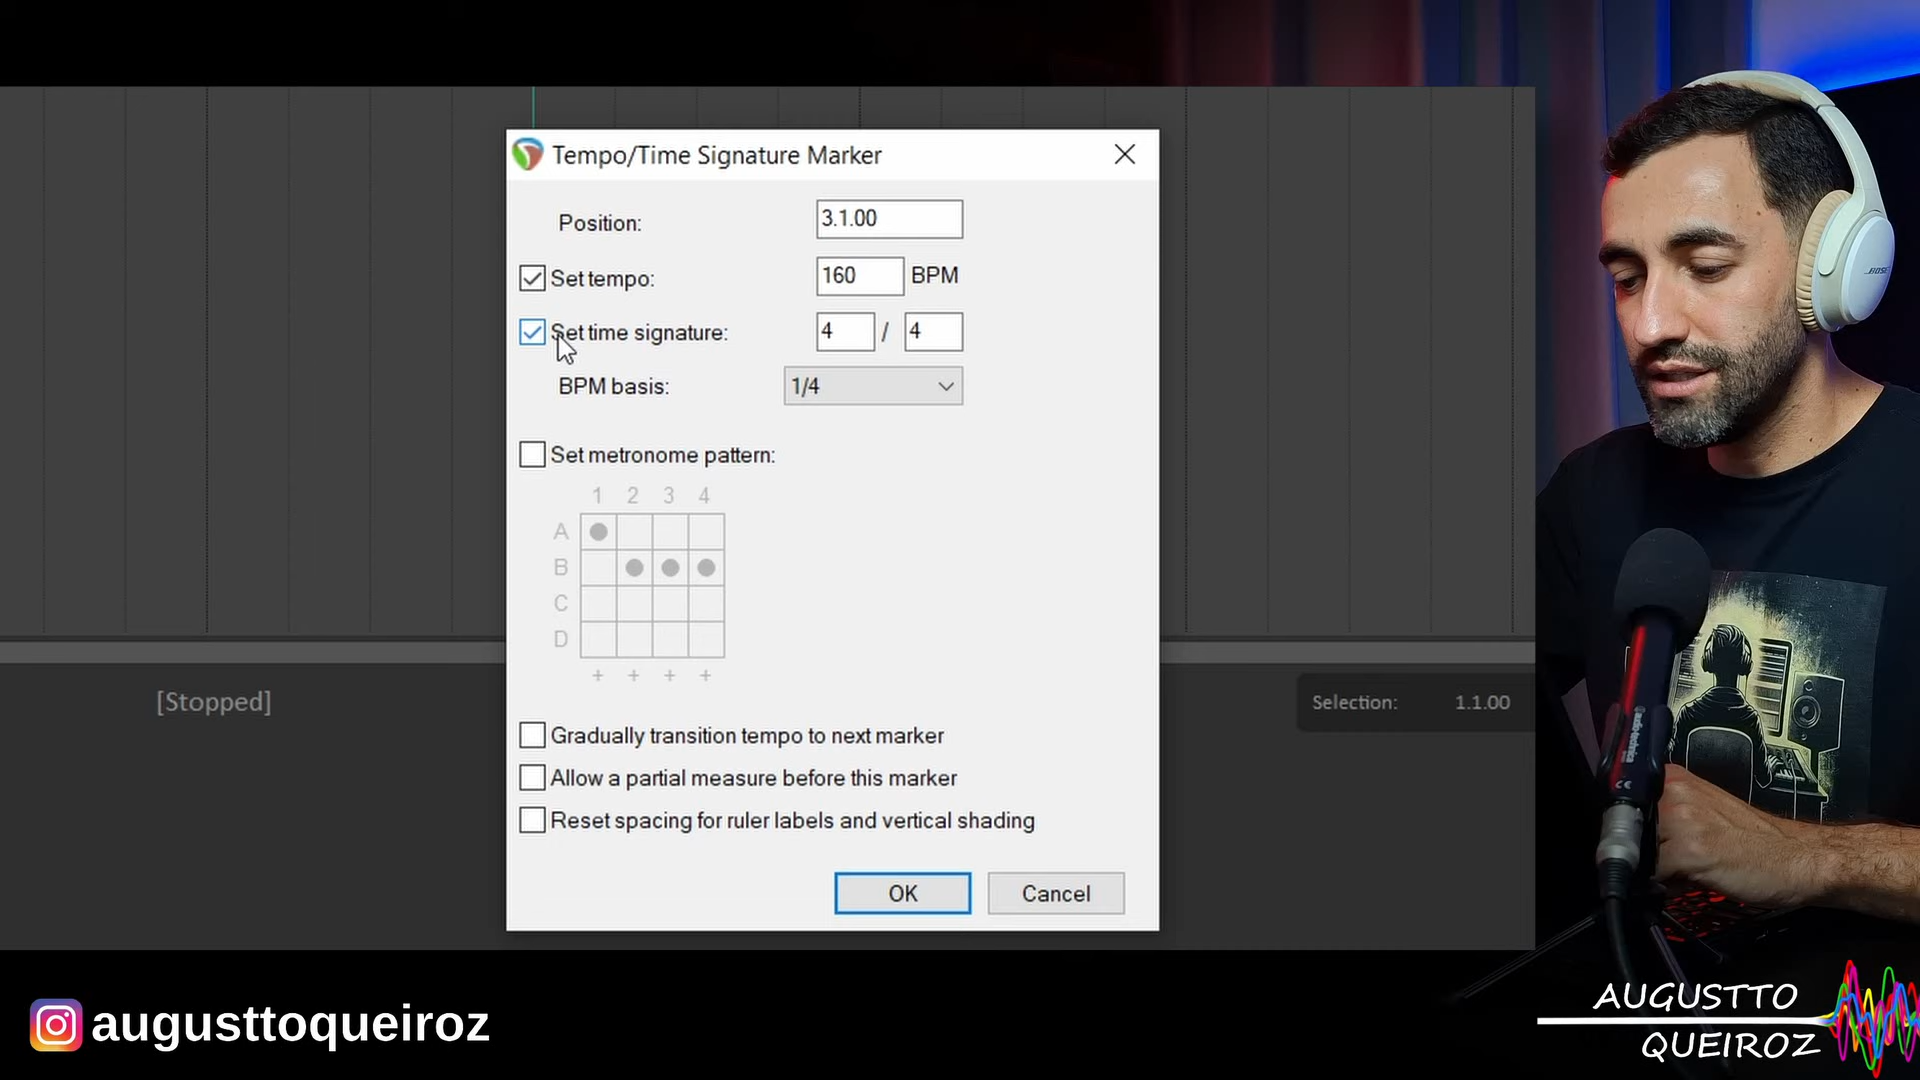 Tempo/Time Signature Marker
Position: 3.1.00
Set tempo: 160 BPM
Set time signature: 4 / 4
BPM basis: 1/4
Set metronome pattern:
1 2 3 4
A
B
C
D
+ + + +
Gradually transition tempo to next marker
Allow a partial measure before this marker
Reset spacing for ruler labels and vertical shading
OK Cancel
[Stopped]
Selection: 1.1.00
BOSE
audio-technica
augusttoqueiroz
AUGUSTTO
QUEIROZ